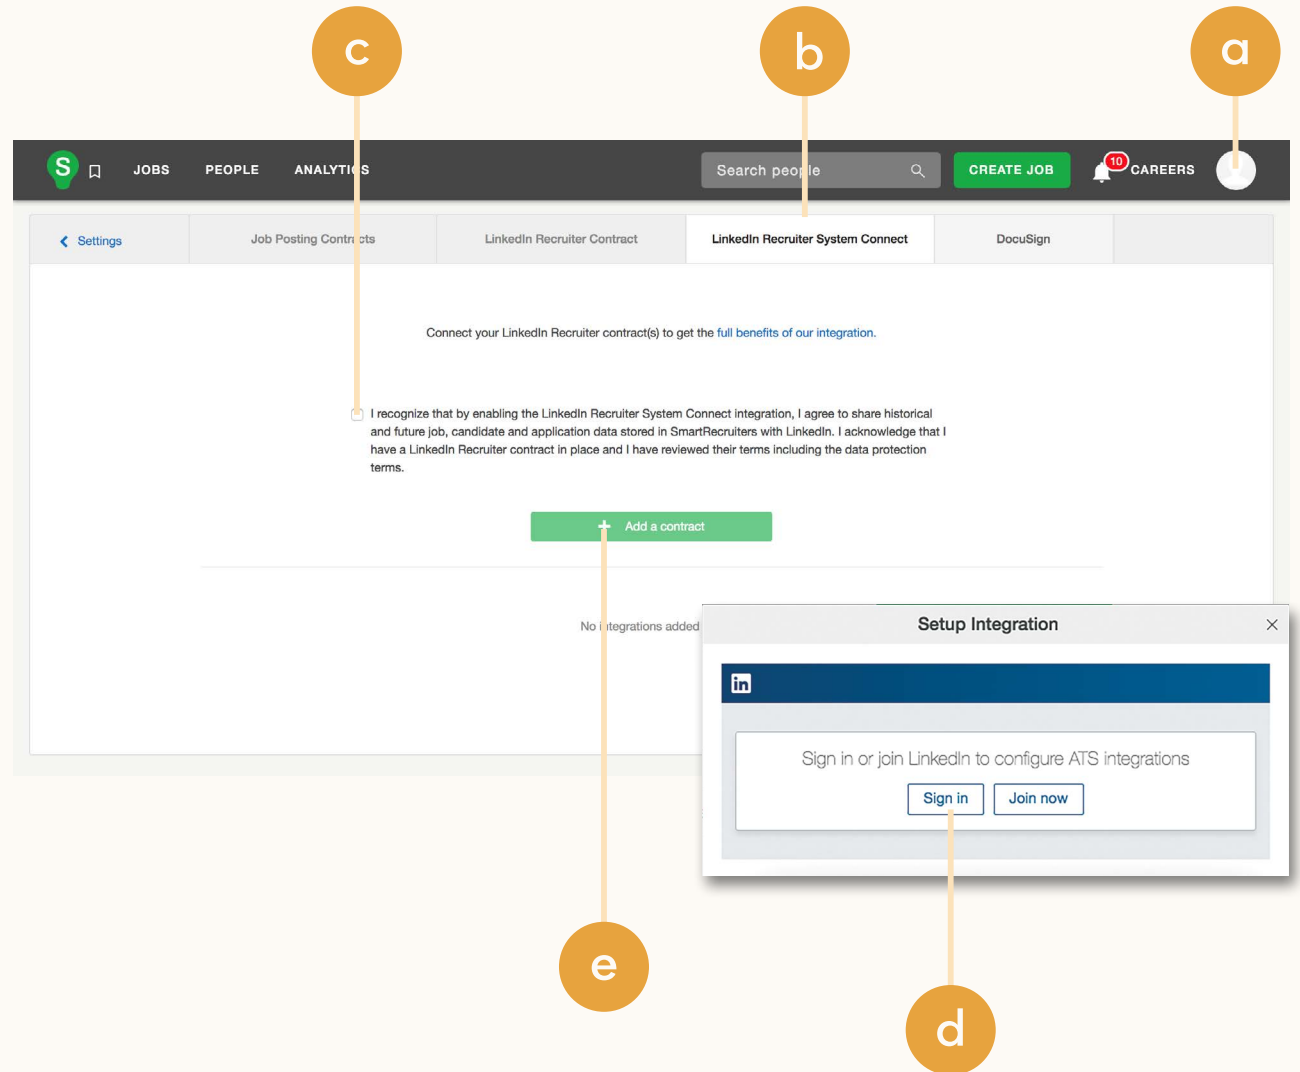 c
b
a
S
JOBS
PEOPLE
ANALYTICS
Search people
CREATE JOB
10
CAREERS
Settings
Job Posting Contracts
LinkedIn Recruiter Contract
LinkedIn Recruiter System Connect
DocuSign
Connect your LinkedIn Recruiter contract(s) to get the full benefits of our integration.
I recognize that by enabling the LinkedIn Recruiter System Connect integration, I agree to share historical
and future job, candidate and application data stored in SmartRecruiters with LinkedIn. I acknowledge that I
have a LinkedIn Recruiter contract in place and I have reviewed their terms including the data protection
terms.
+ Add a contract
No integrations added
Setup Integration
in
Sign in or join LinkedIn to configure ATS integrations
Sign in
Join now
e
d